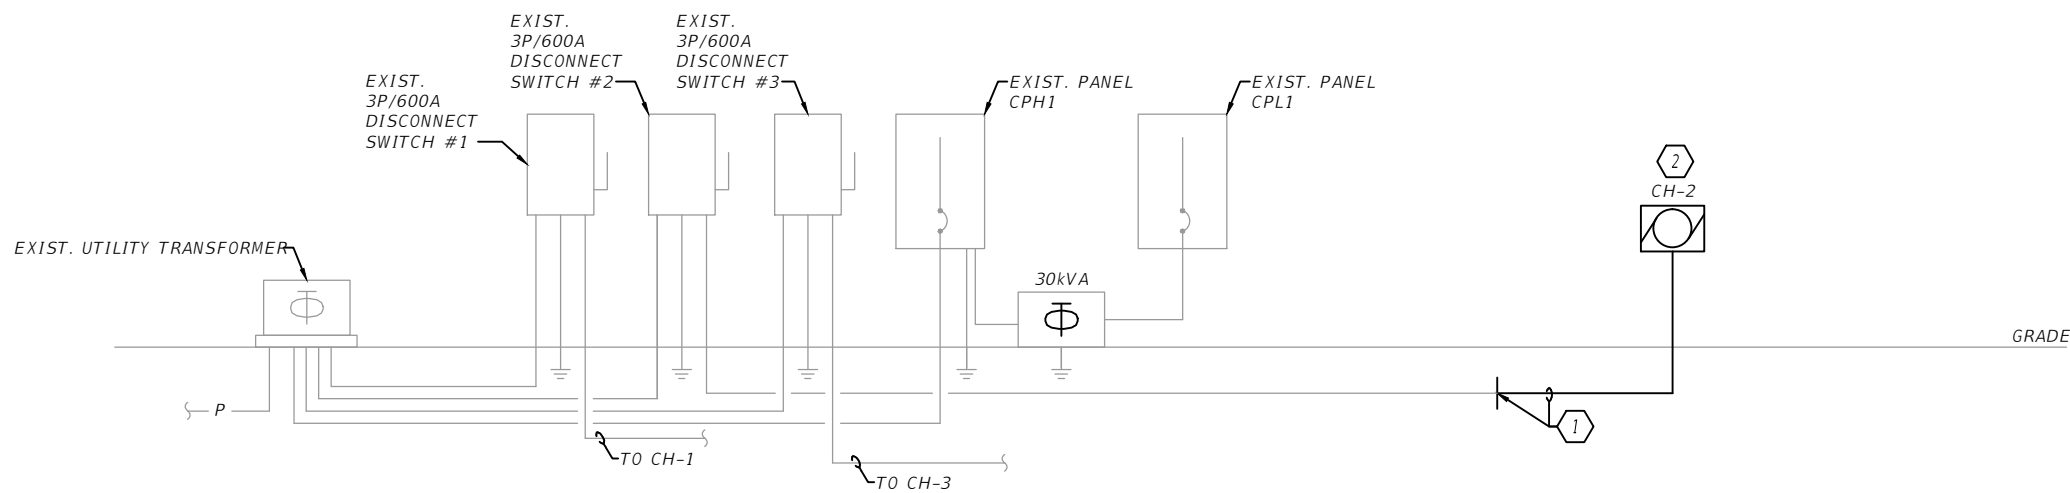 EXIST.
3P/600A
DISCONNECT
SWITCH #1
EXIST.
3P/600A
DISCONNECT
SWITCH #2
EXIST.
3P/600A
DISCONNECT
SWITCH #3
EXIST. PANEL
CPH1
EXIST. PANEL
CPL1
2
CH-2
EXIST. UTILITY TRANSFORMER
30kVA
GRADE
P
1
TO CH-1
TO CH-3